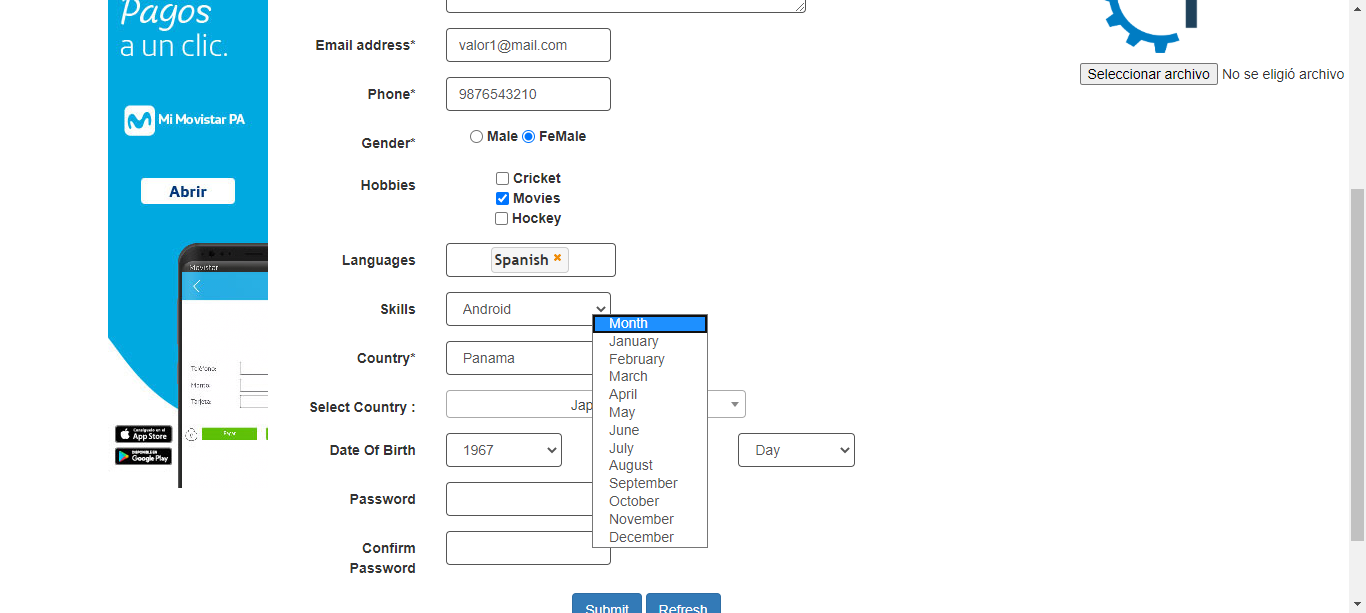 Pagos
a un clic.
Mi Movistar PA
Abrir
Movistar
Teléfono:
Monto:
Tarjeta:
Consíguelo en el
App Store
DISPONIBLE EN
Google Play
Email address*
valor1@mail.com
Phone*
9876543210
Gender*
Male FeMale
Hobbies
Cricket
Movies
Hockey
Languages
Spanish ×
Skills
Android
Country*
Panama
Select Country :
Jap
Date Of Birth
1967
Month
January
February
March
April
May
June
July
August
September
October
November
December
Day
Password
Confirm
Password
Submit Refresh
Seleccionar archivo No se eligió archivo